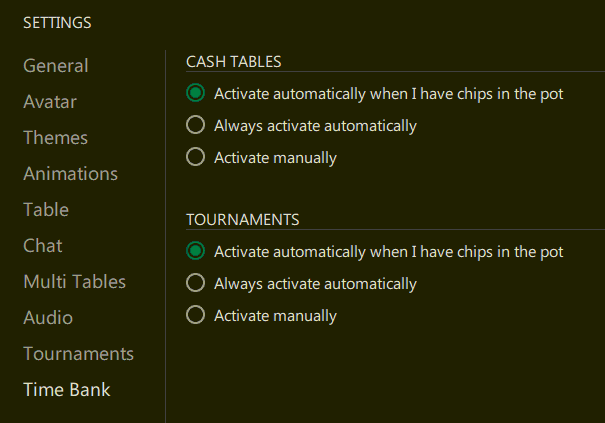 SETTINGS
General
Avatar
Themes
Animations
Table
Chat
Multi Tables
Audio
Tournaments
Time Bank
CASH TABLES
Activate automatically when I have chips in the pot
Always activate automatically
Activate manually
TOURNAMENTS
Activate automatically when I have chips in the pot
Always activate automatically
Activate manually